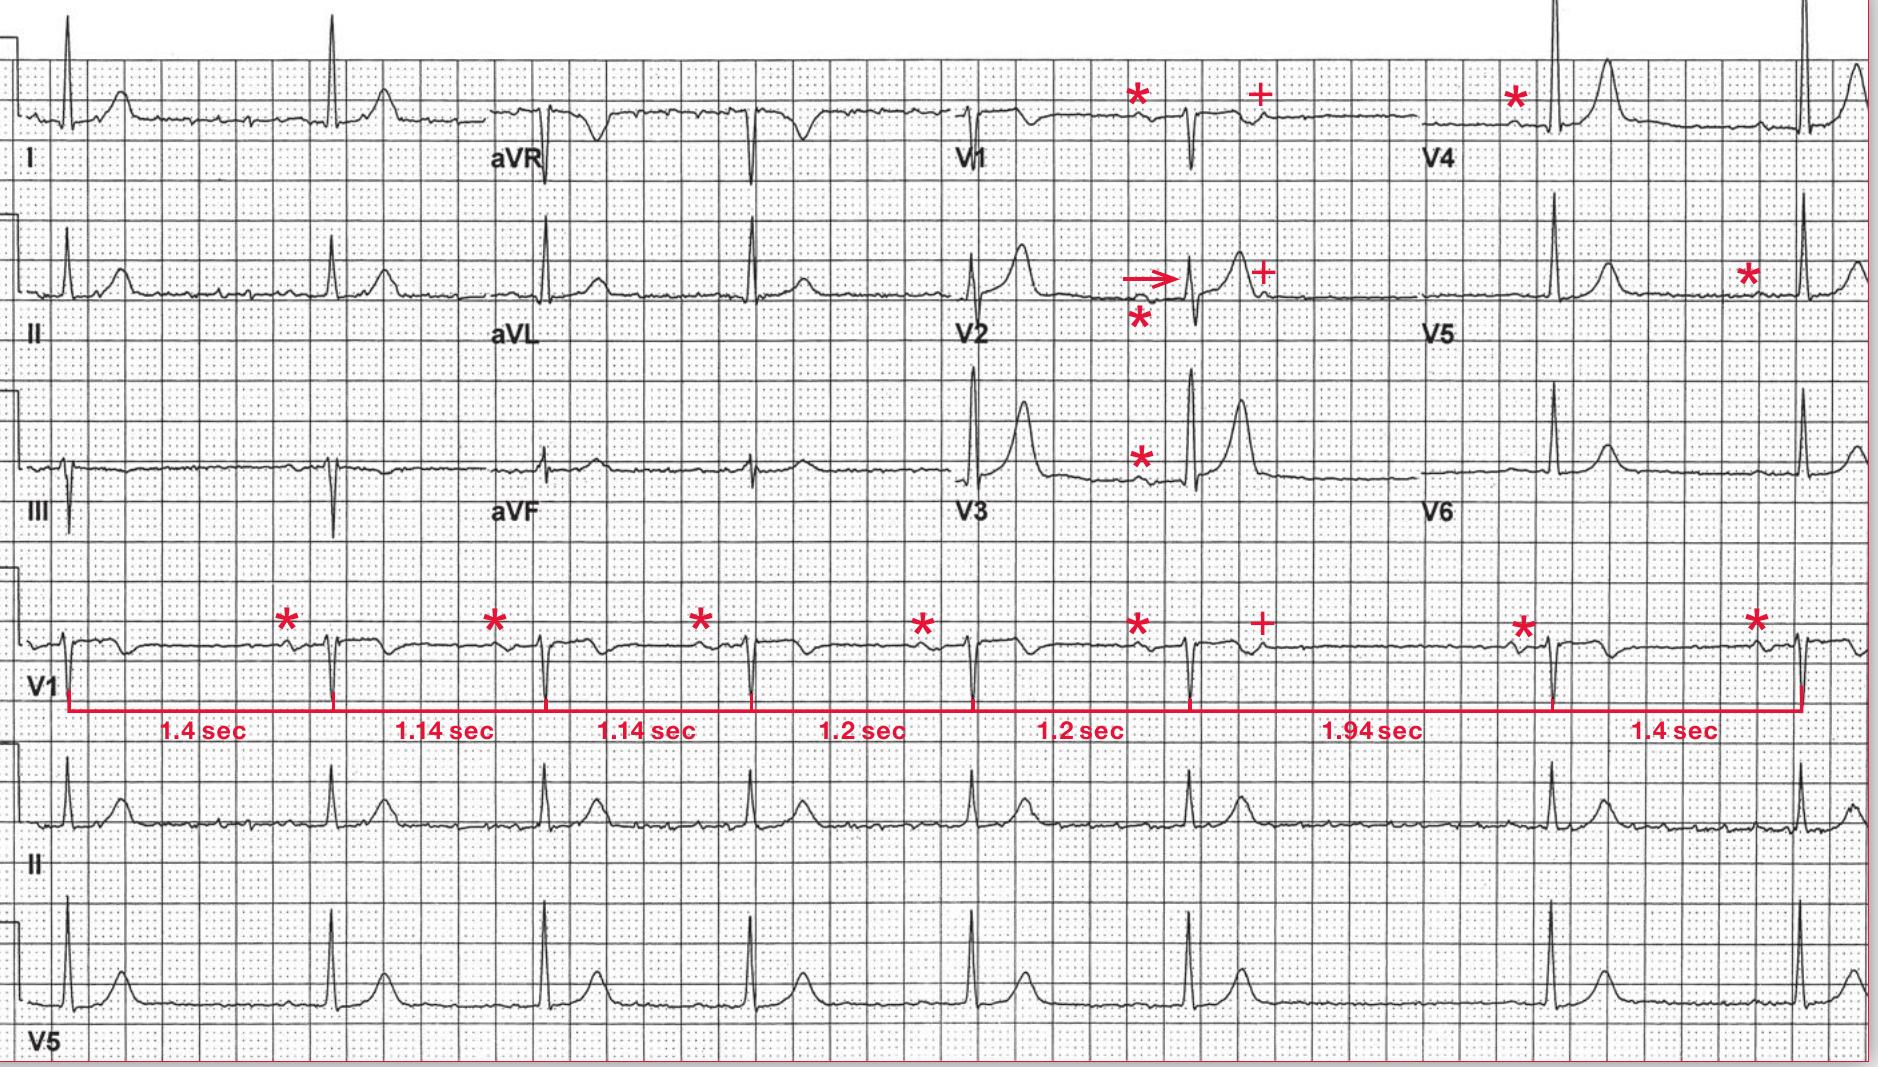 * + *
I aVR V1 V4
→ + *
*
II aVL V2 V5
*
III aVF V3 V6
* * * * * + * *
V1
1.4 sec 1.14 sec 1.14 sec 1.2 sec 1.2 sec 1.94 sec 1.4 sec
II
V5